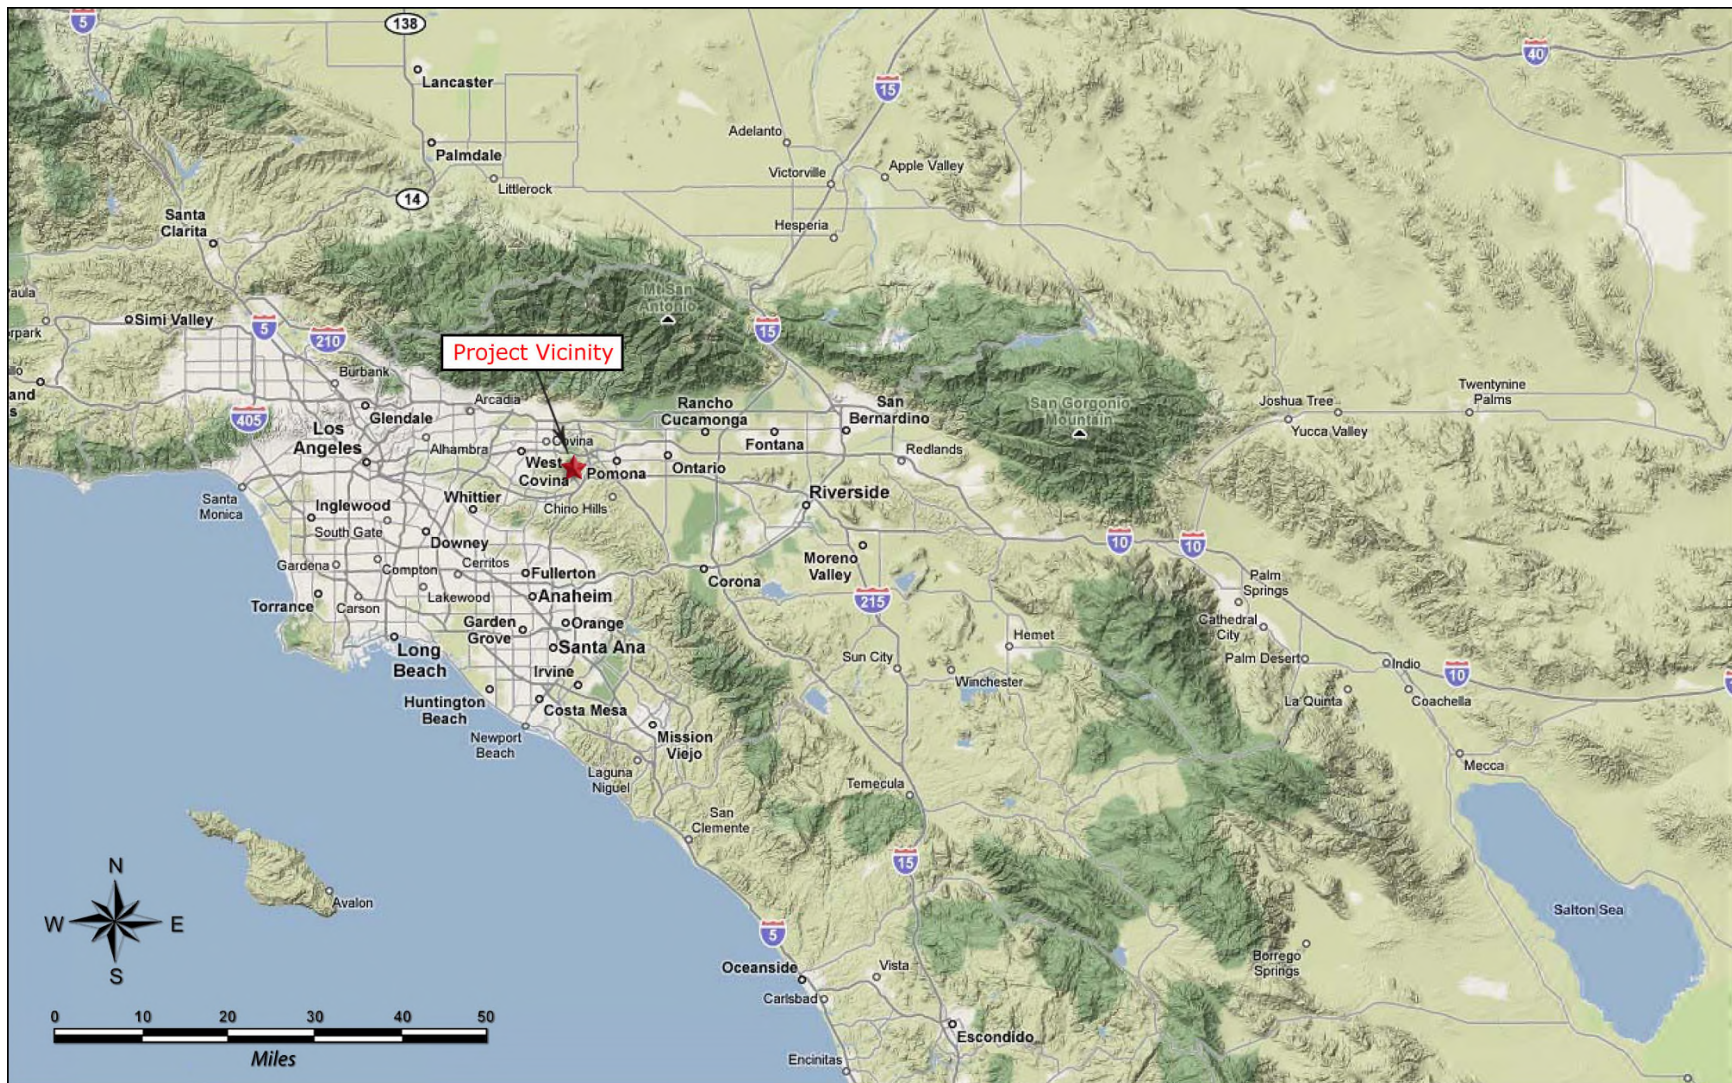 5
138
Lancaster
40
15
Adelanto
Palmdale
Victorville
Apple Valley
Littlerock
14
Santa
Clarita
Hesperia
Mt San
Antonio
aula
Simi Valley
orpark
5
210
15
Project Vicinity
Burbank
llo
and
s
405
Glendale
Arcadia
Rancho
Cucamonga
San
Bernardino
San Gorgonio
Mountain
Joshua Tree
Twentynine
Palms
Yucca Valley
Los
Angeles
Alhambra
Covina
Fontana
Redlands
West
Covina
Pomona
Ontario
Santa
Monica
Inglewood
Whittier
Chino Hills
Riverside
South Gate
Downey
10
10
Gardena
Compton
Cerritos
Fullerton
Corona
Moreno
Valley
Palm
Springs
Torrance
Carson
Lakewood
Anaheim
215
Garden
Grove
Orange
Hemet
Cathedral
City
Long
Beach
Santa Ana
Sun City
Palm Desert
Indio
10
Irvine
Winchester
Huntington
Beach
Costa Mesa
La Quinta
Coachella
Newport
Beach
Mission
Viejo
Mecca
Laguna
Niguel
Temecula
San
Clemente
15
N
W
E
S
Avalon
Salton Sea
5
Oceanside
Vista
Borrego
Springs
Carlsbad
0 10 20 30 40 50
Miles
Escondido
Encinitas